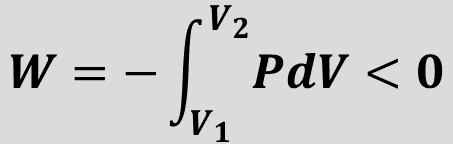 W = −∫_{V₁}^{V₂} PdV < 0